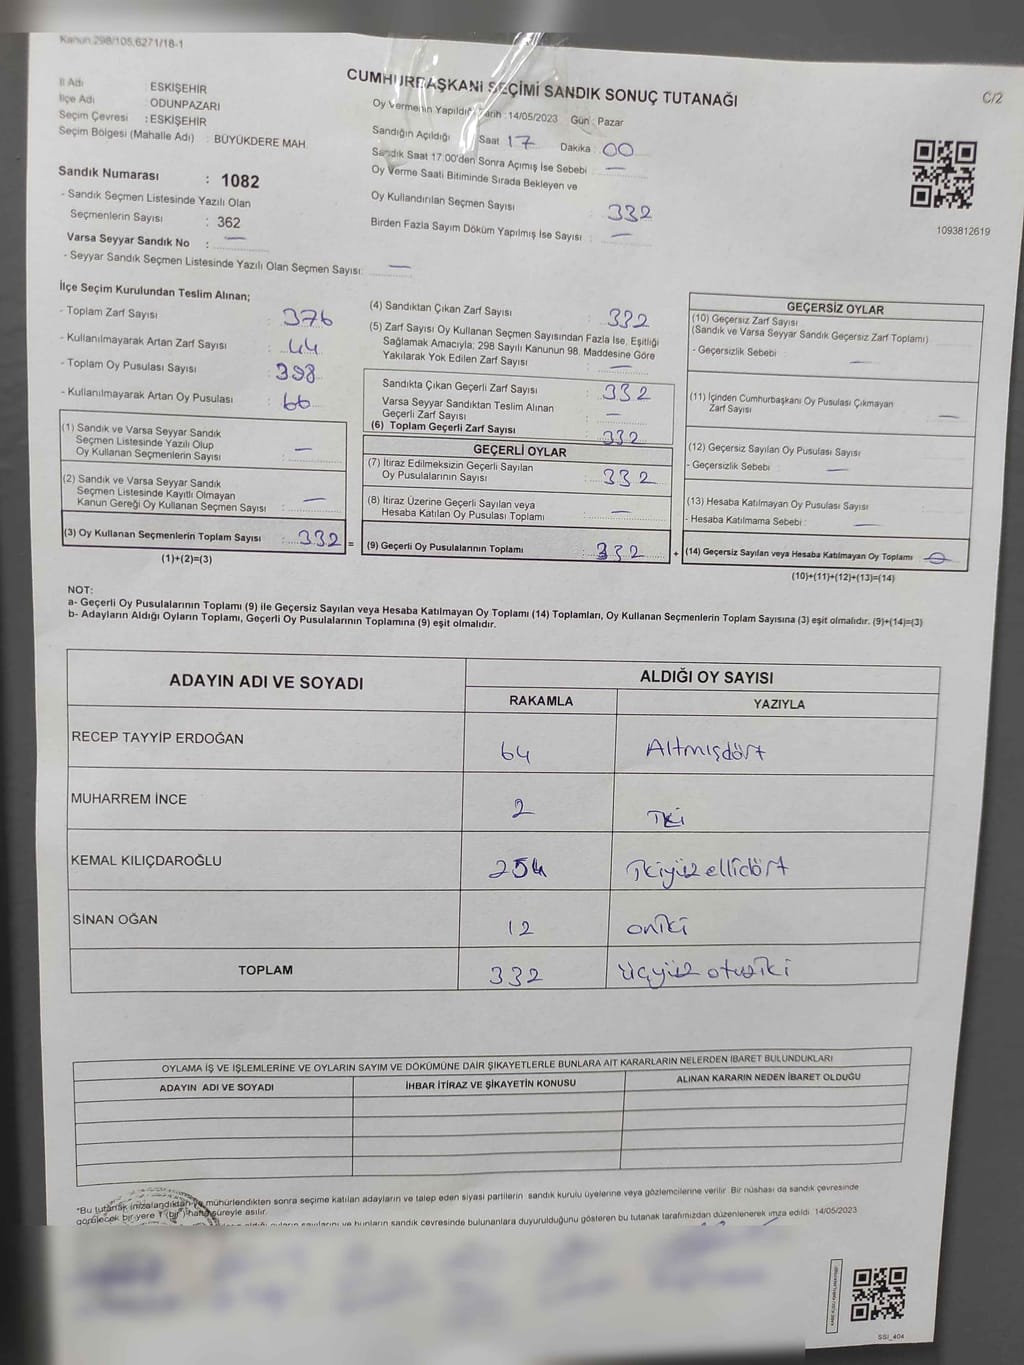 Kanun:298/105,6271/18-1
CUMHURBAŞKANI SEÇİMİ SANDIK SONUÇ TUTANAĞI
C/2
İl Adı : ESKİŞEHİR
İlçe Adı : ODUNPAZARI
Seçim Çevresi : ESKİŞEHİR
Seçim Bölgesi (Mahalle Adı) : BÜYÜKDERE MAH.
Sandık Numarası : 1082
- Sandık Seçmen Listesinde Yazılı Olan
Seçmenlerin Sayısı : 362
Varsa Seyyar Sandık No : —
- Seyyar Sandık Seçmen Listesinde Yazılı Olan Seçmen Sayısı: —
Oy Vermenin Yapıldığı Tarih : 14/05/2023 Gün : Pazar
Sandığın Açıldığı Saat 17 Dakika : 00
Sandık Saat 17:00'den Sonra Açımış İse Sebebi : —
Oy Verme Saati Bitiminde Sırada Bekleyen ve
Oy Kullandırılan Seçmen Sayısı : 332
Birden Fazla Sayım Döküm Yapılmış İse Sayısı : —
1093812619
İlçe Seçim Kurulundan Teslim Alınan;
- Toplam Zarf Sayısı : 376
- Kullanılmayarak Artan Zarf Sayısı : 44
- Toplam Oy Pusulası Sayısı : 398
- Kullanılmayarak Artan Oy Pusulası : 66
(1) Sandık ve Varsa Seyyar Sandık
Seçmen Listesinde Yazılı Olup
Oy Kullanan Seçmenlerin Sayısı : —
(2) Sandık ve Varsa Seyyar Sandık
Seçmen Listesinde Kayıtlı Olmayan
Kanun Gereği Oy Kullanan Seçmen Sayısı : —
(3) Oy Kullanan Seçmenlerin Toplam Sayısı : 332 =
(1)+(2)=(3)
(4) Sandıktan Çıkan Zarf Sayısı : 332
(5) Zarf Sayısı Oy Kullanan Seçmen Sayısından Fazla İse, Eşitliği
Sağlamak Amacıyla; 298 Sayılı Kanunun 98. Maddesine Göre
Yakılarak Yok Edilen Zarf Sayısı : —
Sandıkta Çıkan Geçerli Zarf Sayısı : 332
Varsa Seyyar Sandıktan Teslim Alınan
Geçerli Zarf Sayısı : —
(6) Toplam Geçerli Zarf Sayısı : 332
GEÇERLİ OYLAR
(7) İtiraz Edilmeksizin Geçerli Sayılan
Oy Pusulalarının Sayısı : 332
(8) İtiraz Üzerine Geçerli Sayılan veya
Hesaba Katılan Oy Pusulası Toplamı : —
(9) Geçerli Oy Pusulalarının Toplamı : 332 +
GEÇERSİZ OYLAR
(10) Geçersiz Zarf Sayısı
(Sandık ve Varsa Seyyar Sandık Geçersiz Zarf Toplamı)
- Geçersizlik Sebebi : —
(11) İçinden Cumhurbaşkanı Oy Pusulası Çıkmayan
Zarf Sayısı —
(12) Geçersiz Sayılan Oy Pusulası Sayısı
- Geçersizlik Sebebi : —
(13) Hesaba Katılmayan Oy Pusulası Sayısı
- Hesaba Katılmama Sebebi : —
(14) Geçersiz Sayılan veya Hesaba Katılmayan Oy Toplamı 0
(10)+(11)+(12)+(13)=(14)
NOT:
a- Geçerli Oy Pusulalarının Toplamı (9) ile Geçersiz Sayılan veya Hesaba Katılmayan Oy Toplamı (14) Toplamları, Oy Kullanan Seçmenlerin Toplam Sayısına (3) eşit olmalıdır. (9)+(14)=(3)
b- Adayların Aldığı Oyların Toplamı, Geçerli Oy Pusulalarının Toplamına (9) eşit olmalıdır.
ADAYIN ADI VE SOYADI ALDIĞI OY SAYISI
RAKAMLA YAZIYLA
RECEP TAYYİP ERDOĞAN 64 Altmışdört
MUHARREM İNCE 2 İki
KEMAL KILIÇDAROĞLU 254 İkiyüz ellidört
SİNAN OĞAN 12 oniki
TOPLAM 332 üçyüz otuziki
OYLAMA İŞ VE İŞLEMLERİNE VE OYLARIN SAYIM VE DÖKÜMÜNE DAİR ŞİKAYETLERLE BUNLARA AİT KARARLARIN NELERDEN İBARET BULUNDUKLARI
ADAYIN ADI VE SOYADI İHBAR İTİRAZ VE ŞİKAYETİN KONUSU ALINAN KARARIN NEDEN İBARET OLDUĞU
*Bu tutanak imzalandıktan ve mühürlendikten sonra seçime katılan adayların ve talep eden siyasi partilerin sandık kurulu üyelerine veya gözlemcilerine verilir. Bir nüshası da sandık çevresinde
görülecek bir yere 1 (bir) hafta süreyle asılır.
bunların sandık çevresinde bulunanlara duyurulduğunu gösteren bu tutanak tarafımızdan düzenlenerek imza edildi. 14/05/2023
SSI_404